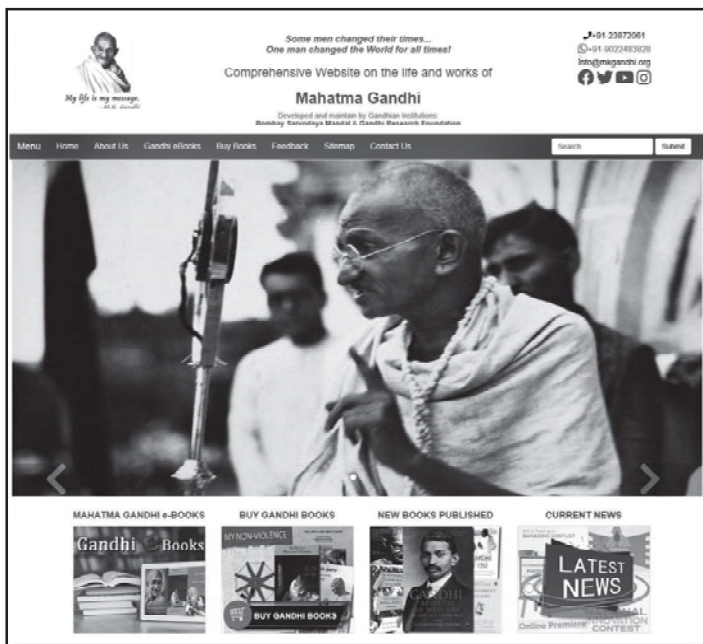 Some men changed their times...
One man changed the World for all times!
Comprehensive Website on the life and works of
Mahatma Gandhi
Developed and maintain by Gandhian Institutions:
Bombay Sarvodaya Mandal & Gandhi Research Foundation
My life is my message.
- M.K. Gandhi
+91-23872061
+91-9022483828
info@mkgandhi.org
Menu Home About Us Gandhi eBooks Buy Books Feedback Sitemap Contact Us Search Submit
MAHATMA GANDHI e-BOOKS BUY GANDHI BOOKS NEW BOOKS PUBLISHED CURRENT NEWS
Gandhi e Books
MY NON-VIOLENCE
BUY GANDHI BOOKS
GANDHI
150
LATEST
NEWS
Online Premiere
INNOVATION
CONTEST